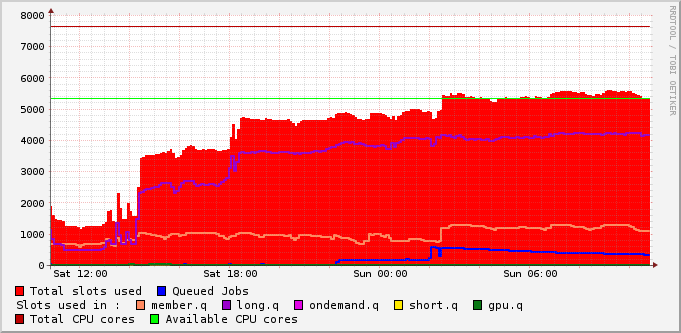 8000
7000
6000
5000
4000
3000
2000
1000
0
Sat 12:00 Sat 18:00 Sun 00:00 Sun 06:00
Total slots used Queued Jobs
Slots used in : member.q long.q ondemand.q short.q gpu.q
Total CPU cores Available CPU cores
RRDTOOL / TOBI OETIKER